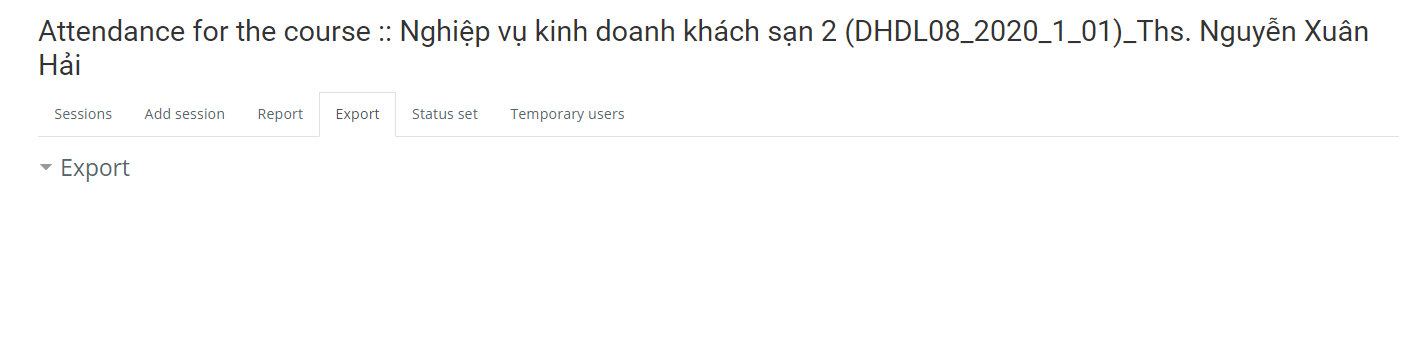 Attendance for the course :: Nghiệp vụ kinh doanh khách sạn 2 (DHDL08_2020_1_01)_Ths. Nguyễn Xuân
Hải
Sessions Add session Report Export Status set Temporary users
Export